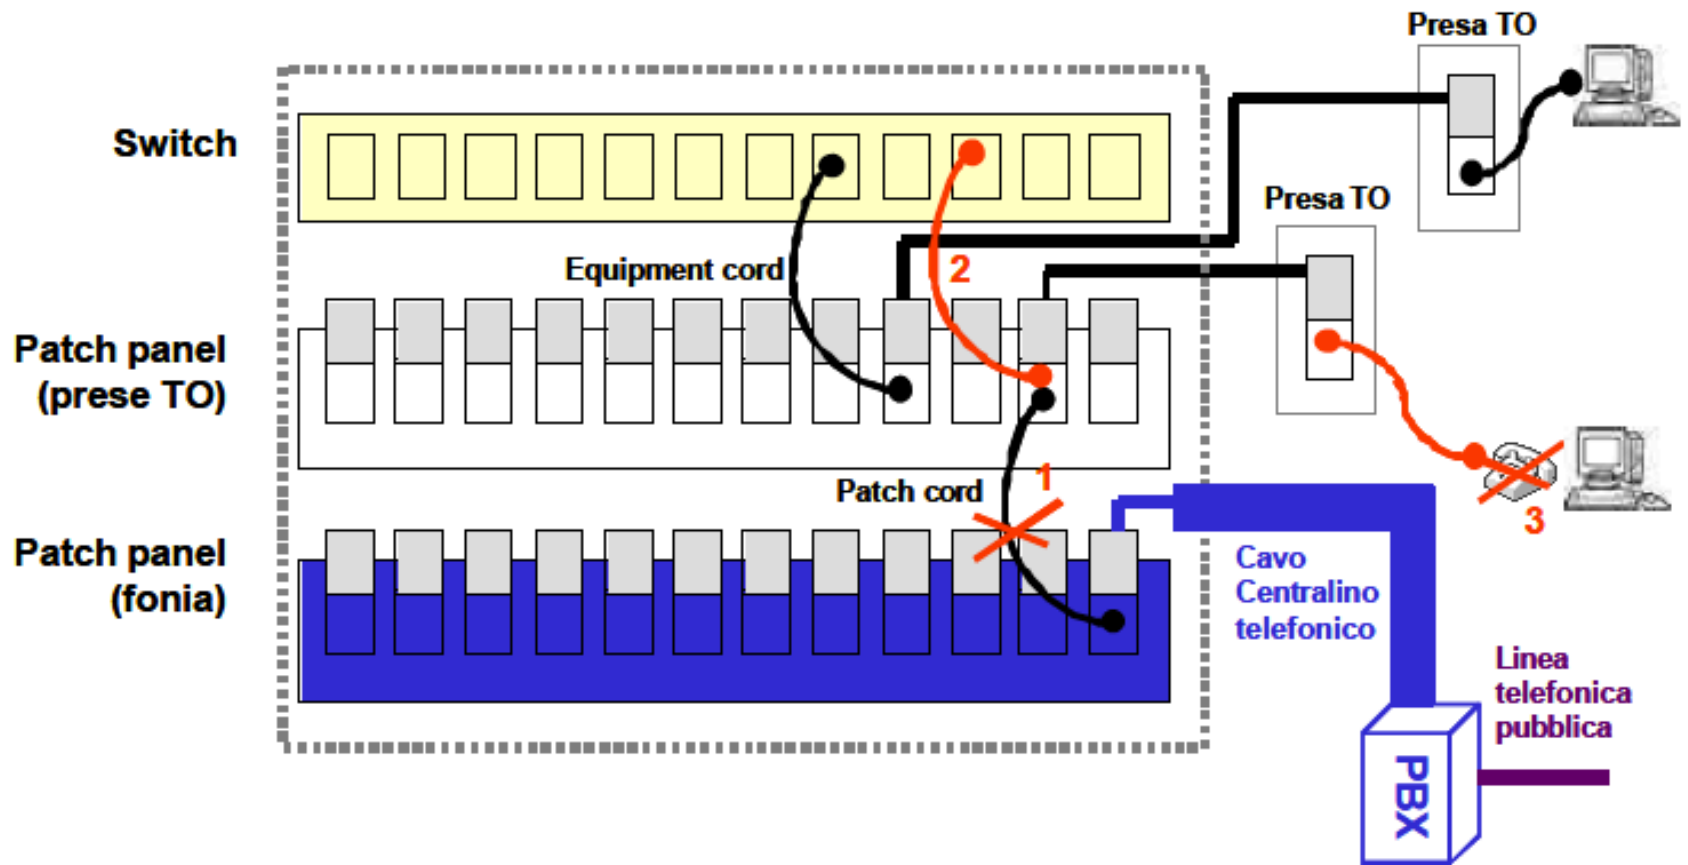 Presa TO
Switch
Presa TO
Equipment cord
2
Patch panel
(prese TO)
Patch cord
1
3
Patch panel
(fonia)
Cavo
Centralino
telefonico
Linea
telefonica
pubblica
PBX